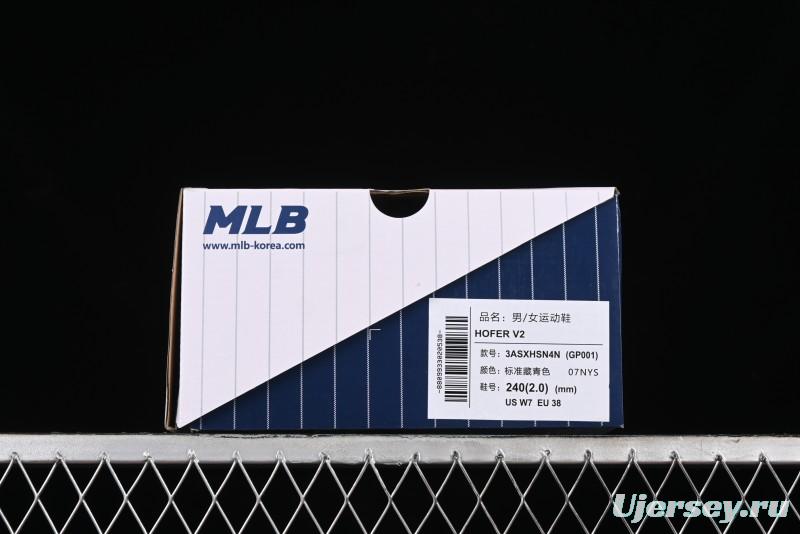 MLB
www.mlb-korea.com
品名: 男/女运动鞋
HOFER V2
款号: 3ASXHSN4N (GP001)
颜色: 标准藏青色 07NYS
鞋号: 240(2.0) (mm)
US W7 EU 38
Ujersey.ru